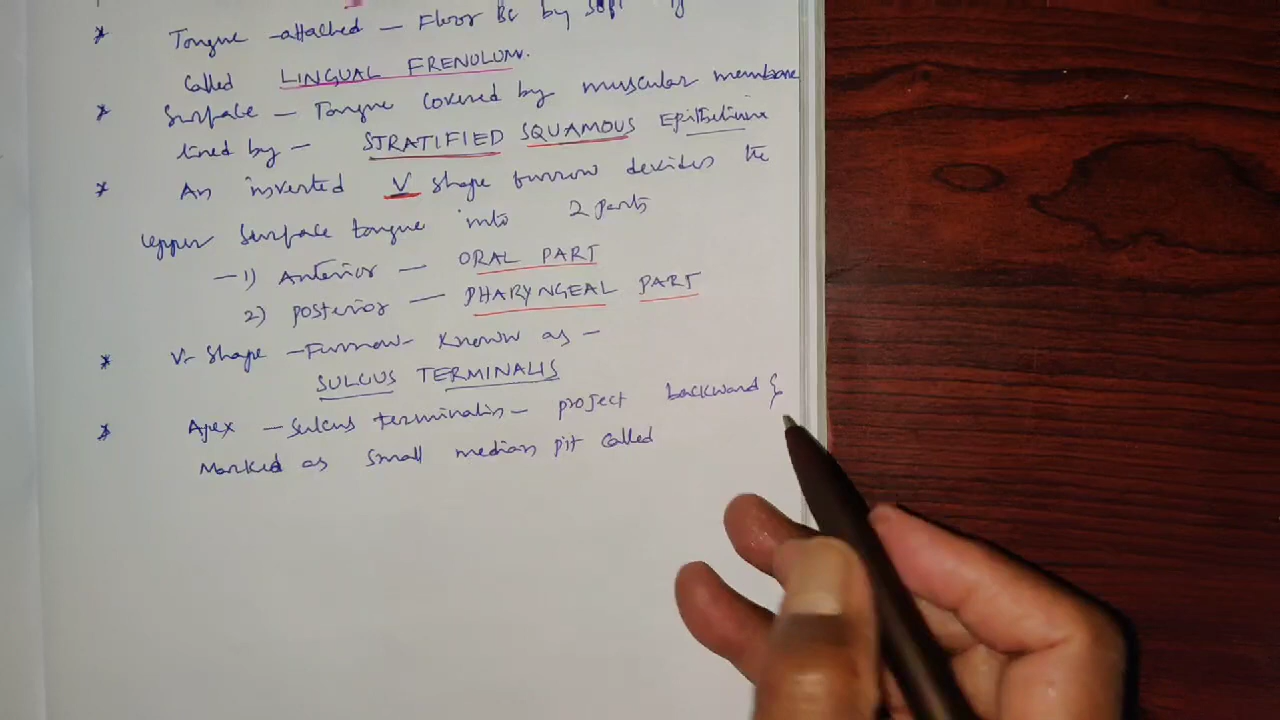 * Tongue - attached - Floor BC by
called LINGUAL FRENULUM.
* Surface - Tongue covered by muscular membrane
lined by - STRATIFIED SQUAMOUS Epithelium
* An inverted V shape furrow devides the
upper surface tongue into 2 parts
- 1) Anterior - ORAL PART
2) posterior - PHARYNGEAL PART
* V- Shape - Furrow- Known as -
SULCUS TERMINALIS
* Apex - Sulcus terminalis - project backward &
Marked as small median pit called